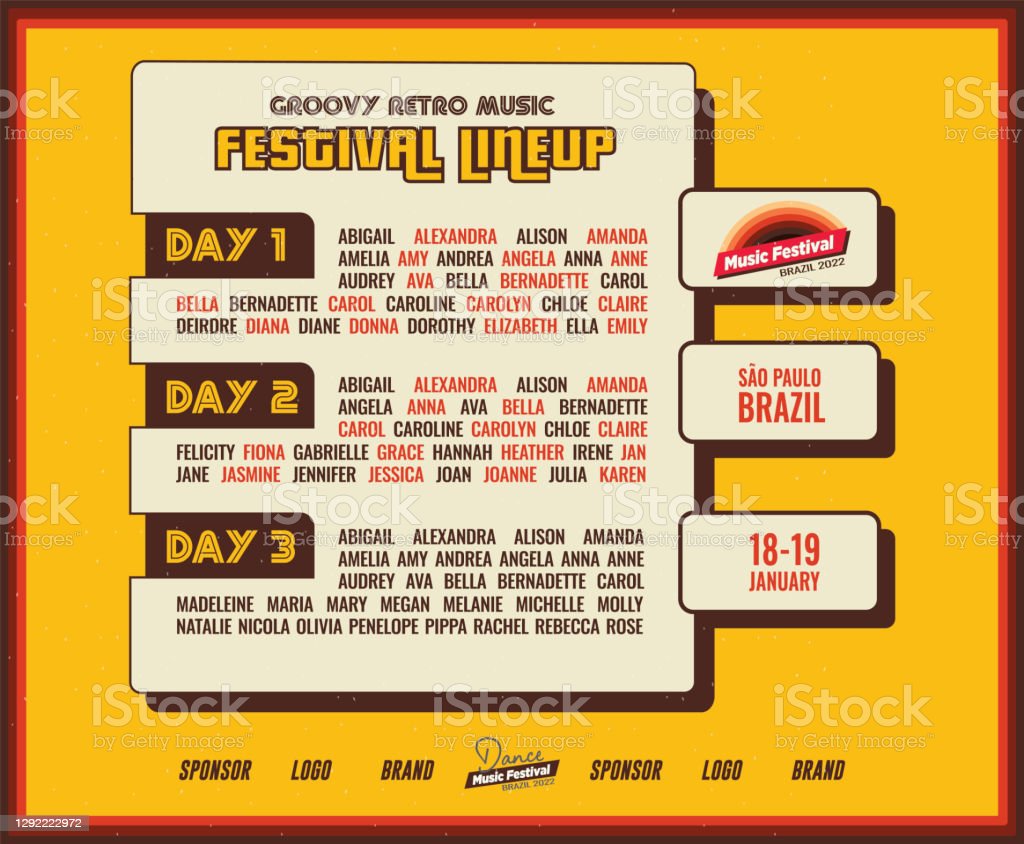 GROOVY RETRO MUSIC
FESTIVAL LINEUP
DAY 1
ABIGAIL ALEXANDRA ALISON AMANDA
AMELIA AMY ANDREA ANGELA ANNA ANNE
AUDREY AVA BELLA BERNADETTE CAROL
BELLA BERNADETTE CAROL CAROLINE CAROLYN CHLOE CLAIRE
DEIRDRE DIANA DIANE DONNA DOROTHY ELIZABETH ELLA EMILY
DAY 2
ABIGAIL ALEXANDRA ALISON AMANDA
ANGELA ANNA AVA BELLA BERNADETTE
CAROL CAROLINE CAROLYN CHLOE CLAIRE
FELICITY FIONA GABRIELLE GRACE HANNAH HEATHER IRENE JAN
JANE JASMINE JENNIFER JESSICA JOAN JOANNE JULIA KAREN
DAY 3
ABIGAIL ALEXANDRA ALISON AMANDA
AMELIA AMY ANDREA ANGELA ANNA ANNE
AUDREY AVA BELLA BERNADETTE CAROL
MADELEINE MARIA MARY MEGAN MELANIE MICHELLE MOLLY
NATALIE NICOLA OLIVIA PENELOPE PIPPA RACHEL REBECCA ROSE
Music Festival
BRAZIL 2022
SÃO PAULO
BRAZIL
18-19
JANUARY
SPONSOR LOGO BRAND
Dance
Music Festival
BRAZIL 2022
SPONSOR LOGO BRAND
iStock
by Getty Images™
iStock
Credit: MicrovOne
1292222972